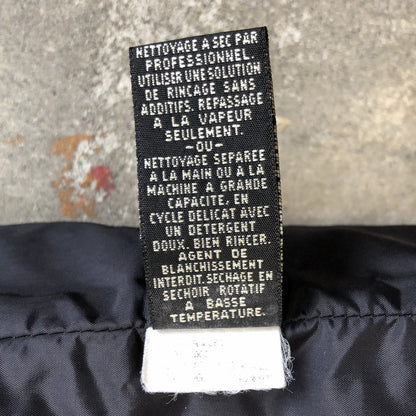 NETTOYAGE A SEC PAR
PROFESSIONNEL.
UTILISER UNE SOLUTION
DE RINCAGE SANS
ADDITIFS. REPASSAGE
A LA VAPEUR
SEULEMENT.
-OU-
NETTOYAGE SEPAREE
A LA MAIN OU A LA
MACHINE A GRANDE
CAPACITE, EN
CYCLE DELICAT AVEC
UN DETERGENT
DOUX. BIEN RINCER.
AGENT DE
BLANCHISSEMENT
INTERDIT. SECHAGE EN
SECHOIR ROTATIF
A BASSE
TEMPERATURE.